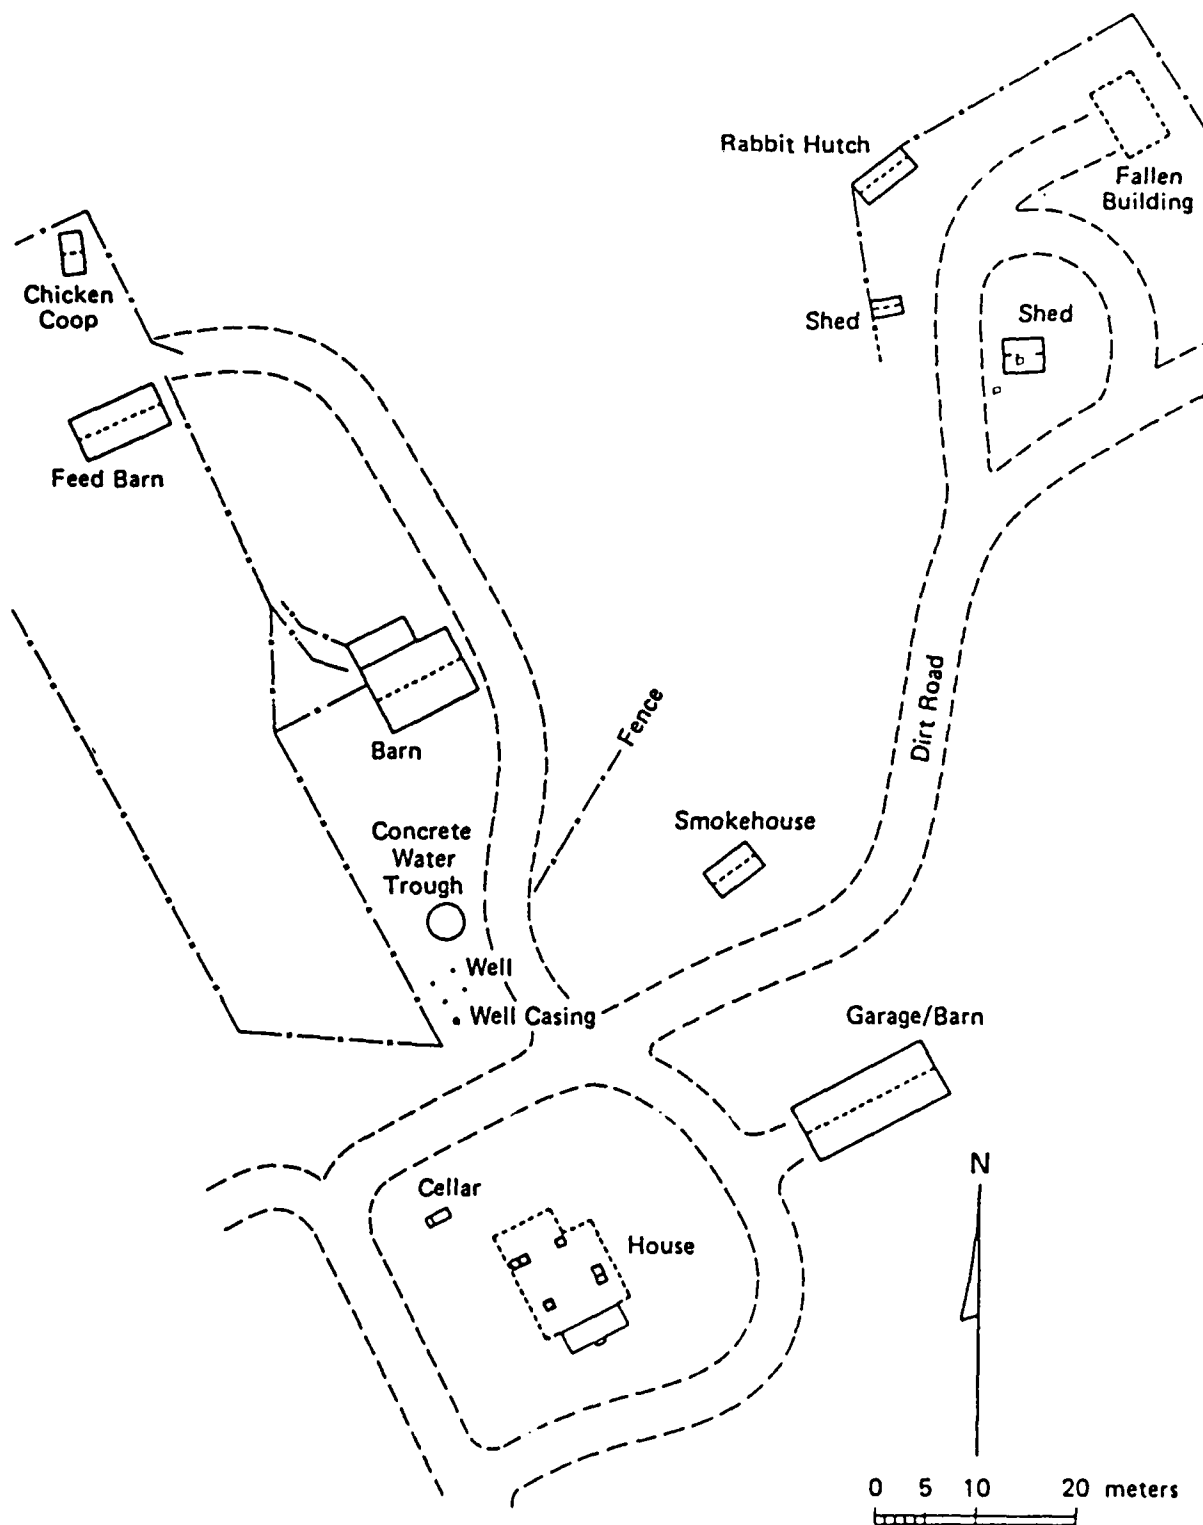 Rabbit Hutch
Fallen
Building
Chicken
Coop
Shed
Shed
Feed Barn
Dirt Road
Fence
Barn
Smokehouse
Concrete
Water
Trough
Well
Well Casing
Garage/Barn
N
Cellar
House
0 5 10 20 meters